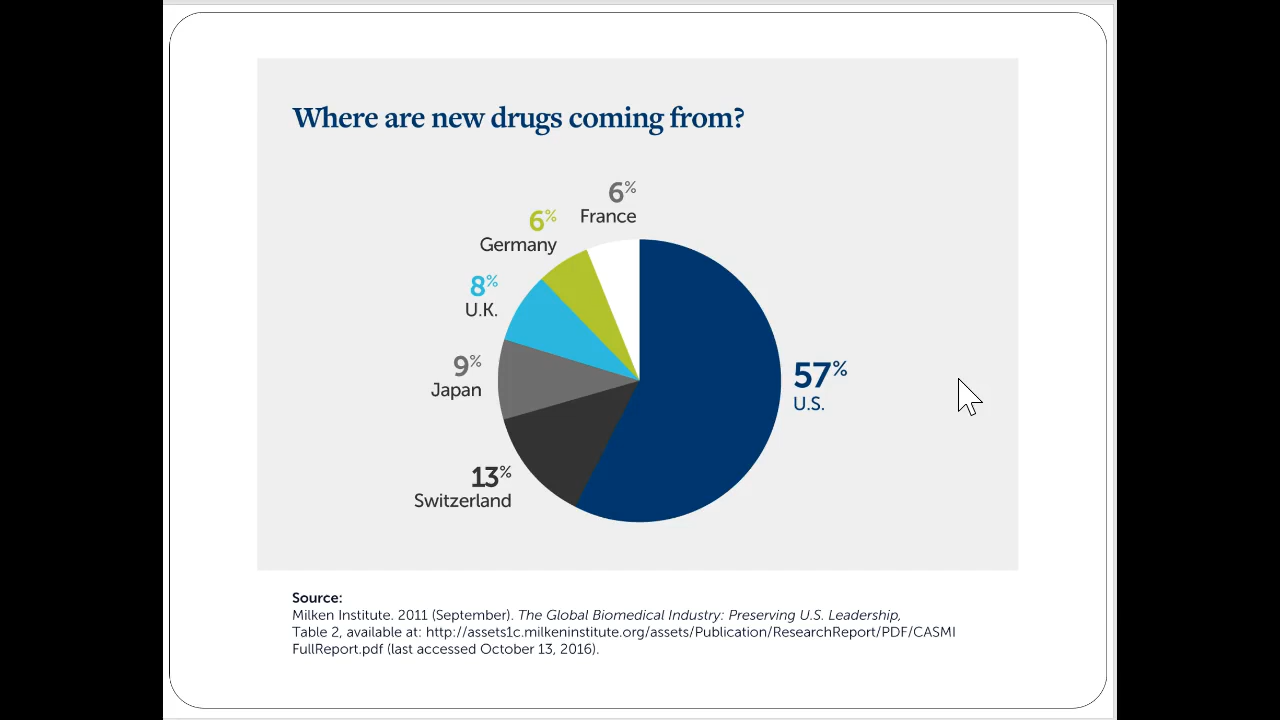 Where are new drugs coming from?
6%
France
6%
Germany
8%
U.K.
9%
Japan
57%
U.S.
13%
Switzerland
Source:
Milken Institute. 2011 (September). The Global Biomedical Industry: Preserving U.S. Leadership,
Table 2, available at: http://assets1c.milkeninstitute.org/assets/Publication/ResearchReport/PDF/CASMI
FullReport.pdf (last accessed October 13, 2016).